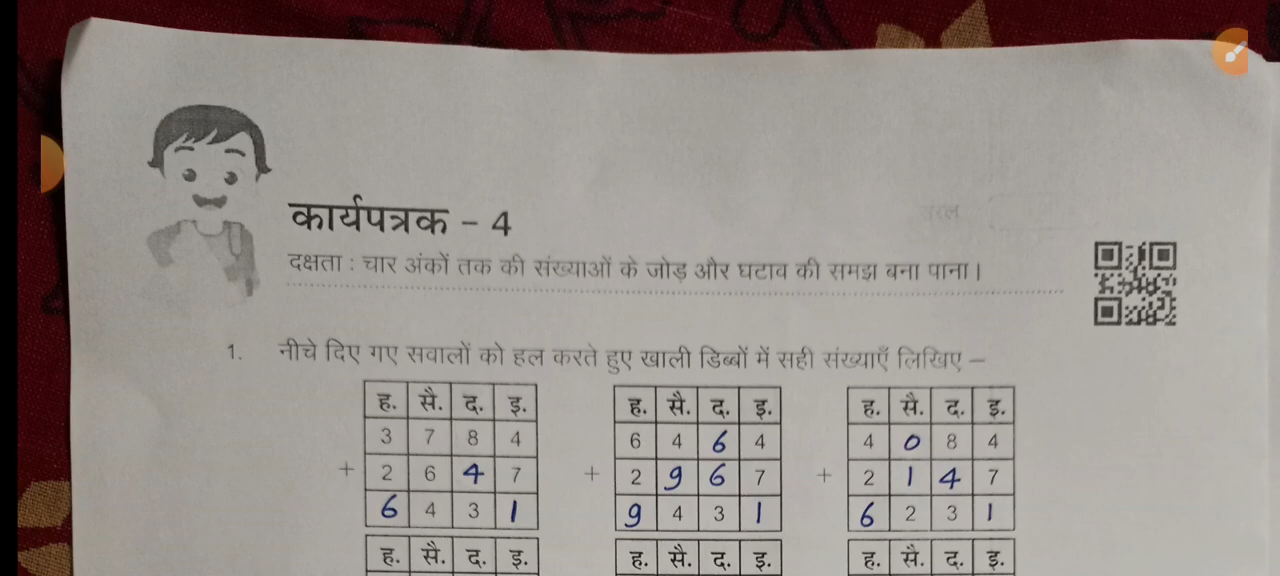 कार्यपत्रक - 4
दक्षता : चार अंकों तक की संख्याओं के जोड़ और घटाव की समझ बना पाना।
1. नीचे दिए गए सवालों को हल करते हुए खाली डिब्बों में सही संख्याएँ लिखिए –
ह. सै. द. इ. ह. सै. द. इ. ह. सै. द. इ.
3 7 8 4 6 4 6 4 4 0 8 4
+ 2 6 4 7 + 2 9 6 7 + 2 1 4 7
6 4 3 1 9 4 3 1 6 2 3 1
ह. सै. द. इ. ह. सै. द. इ. ह. सै. द. इ.